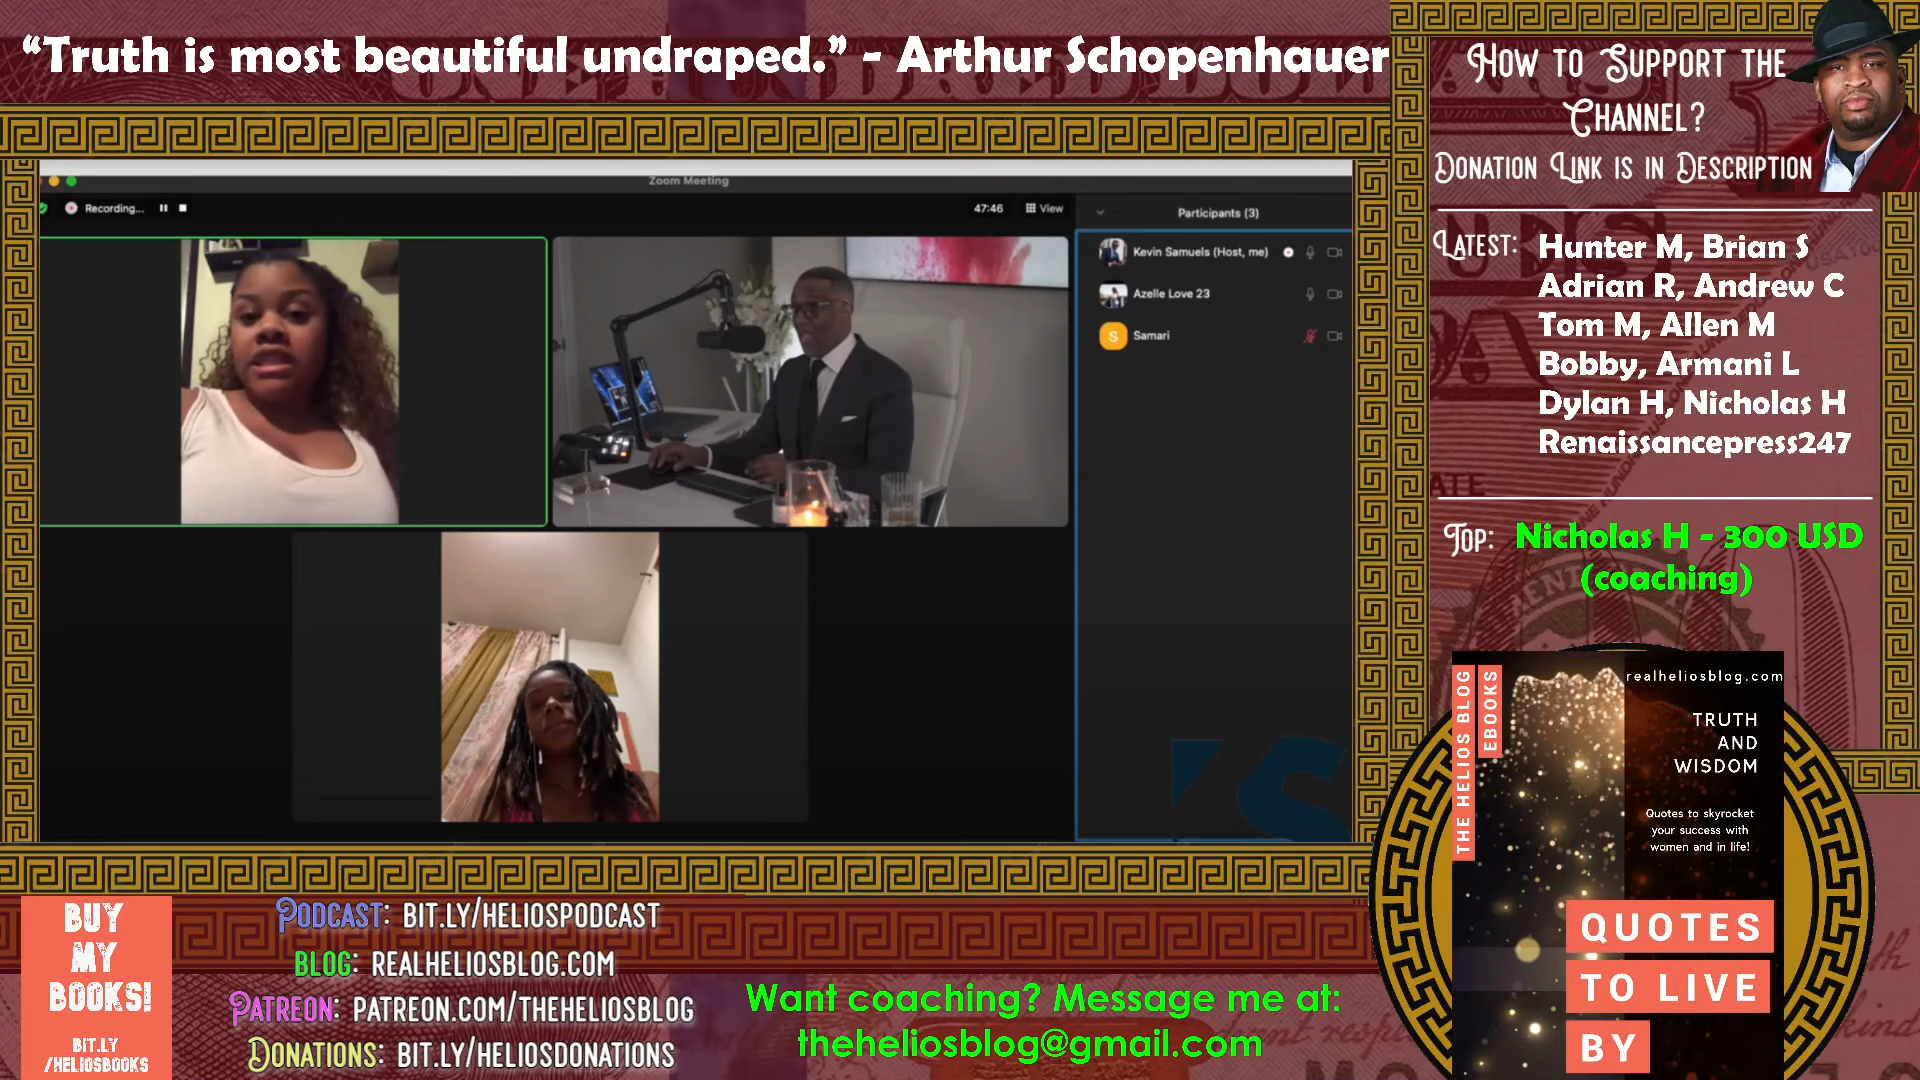 “Truth is most beautiful undraped.” - Arthur Schopenhauer
Zoom Meeting
Recording...
47:46
View
Participants (3)
Kevin Samuels (Host, me)
Azelle Love 23
S
Samari
How to Support the
Channel?
Donation Link is in Description
Latest:
Hunter M, Brian S
Adrian R, Andrew C
Tom M, Allen M
Bobby, Armani L
Dylan H, Nicholas H
Renaissancepress247
Top:
Nicholas H - 300 USD
(coaching)
THE HELIOS BLOG
EBOOKS
realheliosblog.com
TRUTH
AND
WISDOM
Quotes to skyrocket
your success with
women and in life!
QUOTES
TO LIVE
BY
BUY
MY
BOOKS!
BIT.LY
/HELIOSBOOKS
Podcast: BIT.LY/HELIOSPODCAST
BLOG: REALHELIOSBLOG.COM
Patreon: PATREON.COM/THEHELIOSBLOG
Donations: BIT.LY/HELIOSDONATIONS
Want coaching? Message me at:
theheliosblog@gmail.com